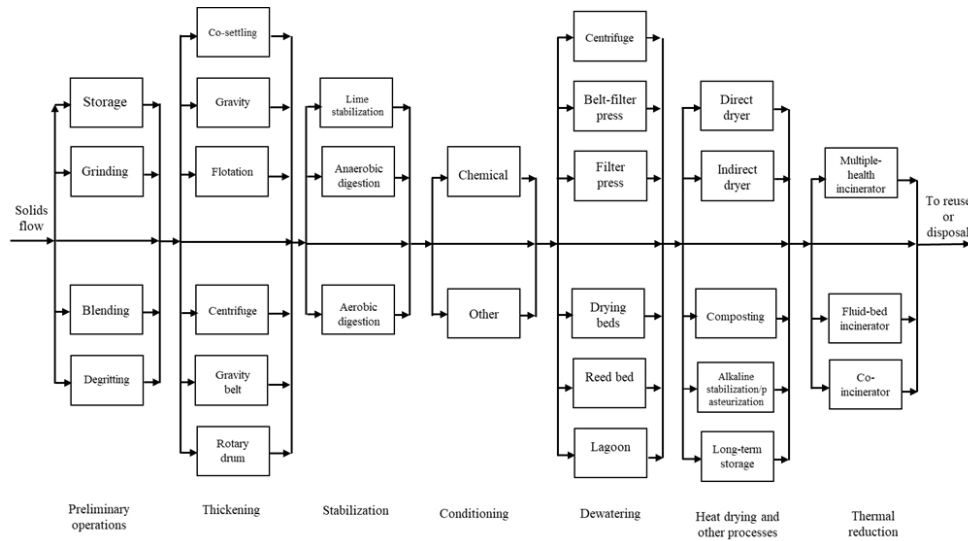 Solids
flow
Storage
Grinding
Blending
Degritting
Preliminary
operations
Co-settling
Gravity
Flotation
Centrifuge
Gravity
belt
Rotary
drum
Thickening
Lime
stabilization
Anaerobic
digestion
Aerobic
digestion
Stabilization
Chemical
Other
Conditioning
Centrifuge
Belt-filter
press
Filter
press
Drying
beds
Reed bed
Lagoon
Dewatering
Direct
dryer
Indirect
dryer
Composting
Alkaline
stabilization/p
asteurization
Long-term
storage
Heat drying and
other processes
Multiple-
health incinerator
Fluid-bed
incinerator
Co-
incinerator
Thermal
reduction
To reuse
or
disposal